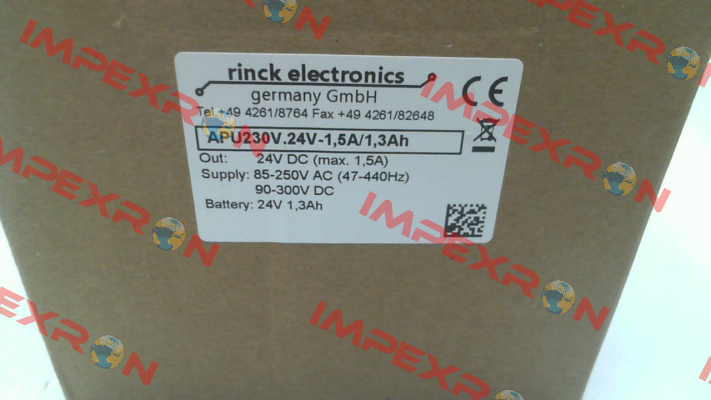 IMPEXRON
IMPEXRON
IMPEXRON
rinck electronics
germany GmbH
CE
Tel +49 4261/8764 Fax +49 4261/82648
APU230V.24V-1,5A/1,3Ah
Out: 24V DC (max. 1,5A)
Supply: 85-250V AC (47-440Hz)
90-300V DC
Battery: 24V 1,3Ah
IMPEXRON
IMPEXRON
IMPEXRON
IMPEXRON